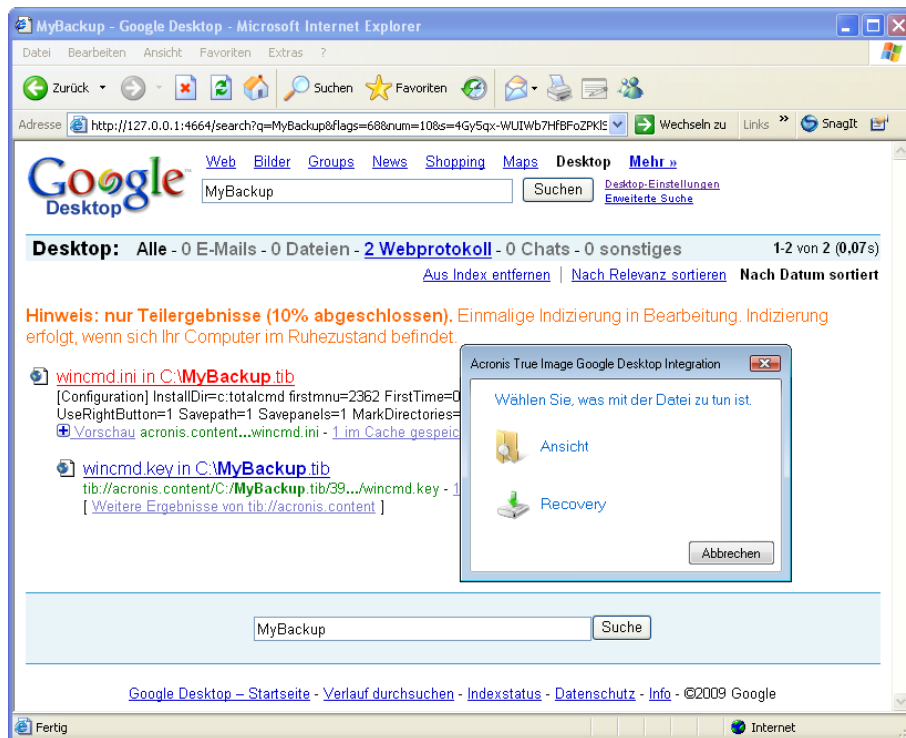 MyBackup - Google Desktop - Microsoft Internet Explorer
Datei Bearbeiten Ansicht Favoriten Extras ?
Zurück Suchen Favoriten
Adresse http://127.0.0.1:4664/search?q=MyBackup&flags=68&num=10&s=4Gy5qx-WUIWb7HfBFoZPKlS Wechseln zu Links » SnagIt
Google Desktop
Web Bilder Groups News Shopping Maps Desktop Mehr »
MyBackup Suchen Desktop-Einstellungen
Erweiterte Suche
Desktop: Alle - 0 E-Mails - 0 Dateien - 2 Webprotokoll - 0 Chats - 0 sonstiges 1-2 von 2 (0,07s)
Aus Index entfernen | Nach Relevanz sortieren Nach Datum sortiert
Hinweis: nur Teilergebnisse (10% abgeschlossen). Einmalige Indizierung in Bearbeitung. Indizierung
erfolgt, wenn sich Ihr Computer im Ruhezustand befindet.
wincmd.ini in C:\MyBackup.tib
[Configuration] InstallDir=c:totalcmd firstmnu=2362 FirstTime=0
UseRightButton=1 Savepath=1 Savepanels=1 MarkDirectories=
Vorschau acronis.content...wincmd.ini - 1 im Cache gespeic
wincmd.key in C:\MyBackup.tib
tib://acronis.content/C:/MyBackup.tib/39.../wincmd.key - 1
[ Weitere Ergebnisse von tib://acronis.content ]
Acronis True Image Google Desktop Integration
Wählen Sie, was mit der Datei zu tun ist.
Ansicht
Recovery
Abbrechen
MyBackup Suche
Google Desktop – Startseite - Verlauf durchsuchen - Indexstatus - Datenschutz - Info - ©2009 Google
Fertig Internet